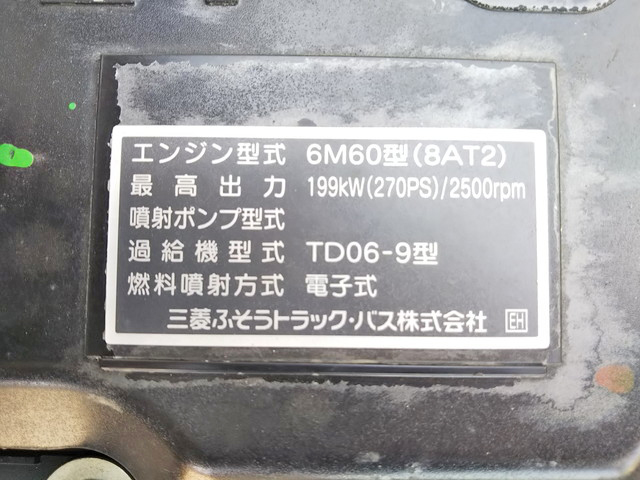 エンジン型式 6M60型(8AT2)
最高出力 199kW(270PS)/2500rpm
噴射ポンプ型式
過給機型式 TD06-9型
燃料噴射方式 電子式
三菱ふそうトラック・バス株式会社 EH